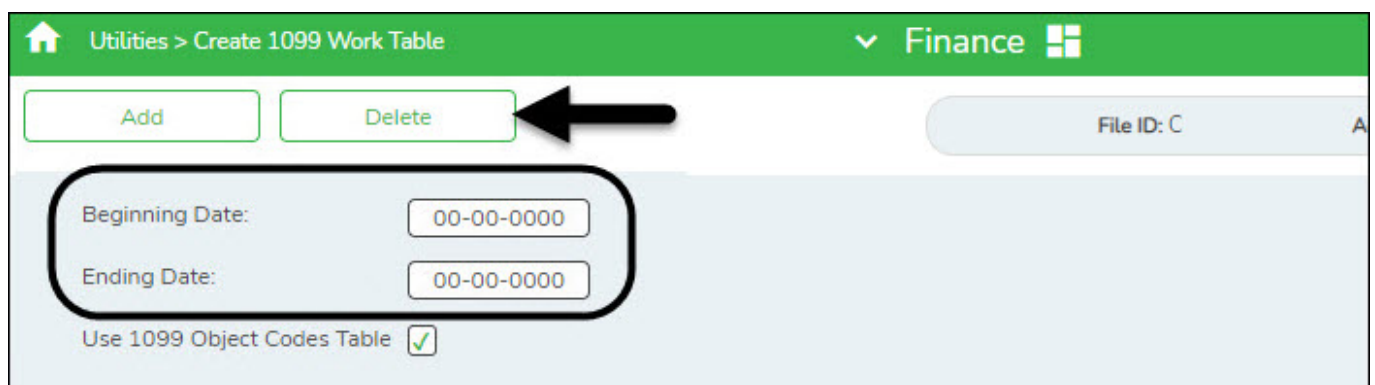 Utilities > Create 1099 Work Table
Finance
Add
Delete
File ID: C
A
Beginning Date:
00-00-0000
Ending Date:
00-00-0000
Use 1099 Object Codes Table